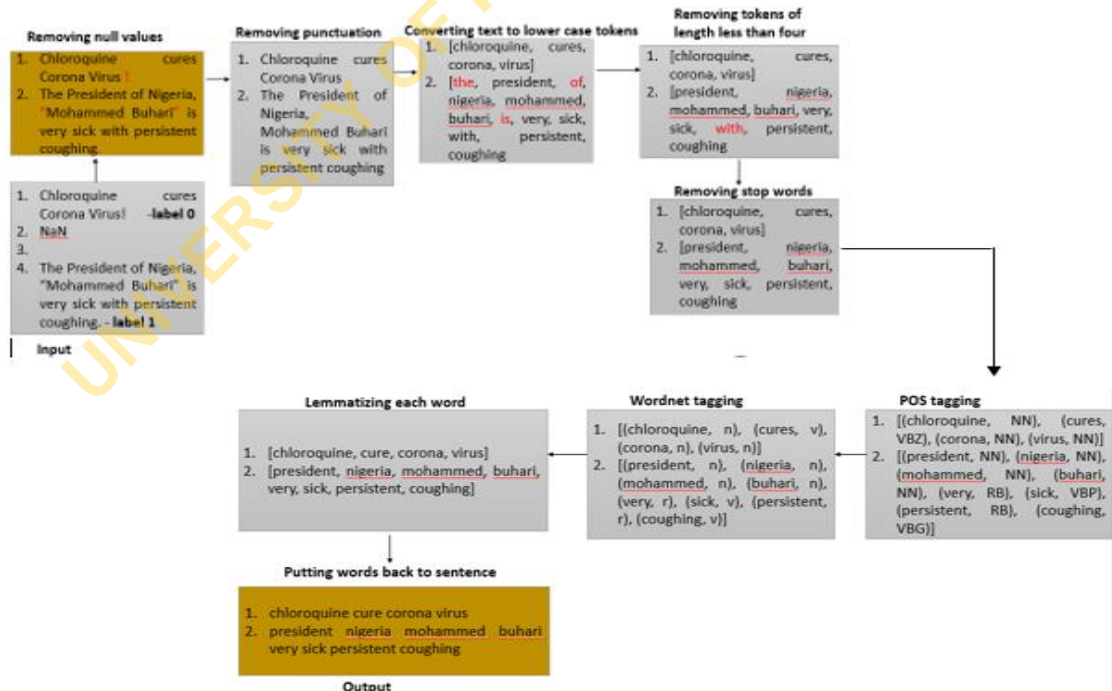 Removing null values
1. Chloroquine cures
Corona Virus !
2. The President of Nigeria,
"Mohammed Buhari" is
very sick with persistent
coughing.
Removing punctuation
1. Chloroquine cures
Corona Virus
2. The President of
Nigeria,
Mohammed Buhari
is very sick with
persistent coughing
Converting text to lower case tokens
1. [chloroquine, cures,
corona, virus]
2. [the, president, of,
nigeria, mohammed,
buhari, is, very, sick,
with, persistent,
coughing
Removing tokens of
length less than four
1. [chloroquine, cures,
corona, virus]
2. [president, nigeria,
mohammed, buhari, very,
sick, with, persistent,
coughing
1. Chloroquine cures
Corona Virus! -label 0
2. NaN
3.
4. The President of Nigeria,
"Mohammed Buhari" is
very sick with persistent
coughing. - label 1
Input
Removing stop words
1. [chloroquine, cures,
corona, virus]
2. [president, nigeria,
mohammed, buhari,
very, sick, persistent,
coughing
POS tagging
1. [(chloroquine, NN), (cures,
VBZ), (corona, NN), (virus, NN)]
2. [(president, NN), (nigeria, NN),
(mohammed, NN), (buhari,
NN), (very, RB), (sick, VBP),
(persistent, RB), (coughing,
VBG)]
Wordnet tagging
1. [(chloroquine, n), (cures, v),
(corona, n), (virus, n)]
2. [(president, n), (nigeria, n),
(mohammed, n), (buhari, n),
(very, r), (sick, v), (persistent,
r), (coughing, v)]
Lemmatizing each word
1. [chloroquine, cure, corona, virus]
2. [president, nigeria, mohammed, buhari,
very, sick, persistent, coughing]
Putting words back to sentence
1. chloroquine cure corona virus
2. president nigeria mohammed buhari
very sick persistent coughing
Output
UNIVERSITY OF